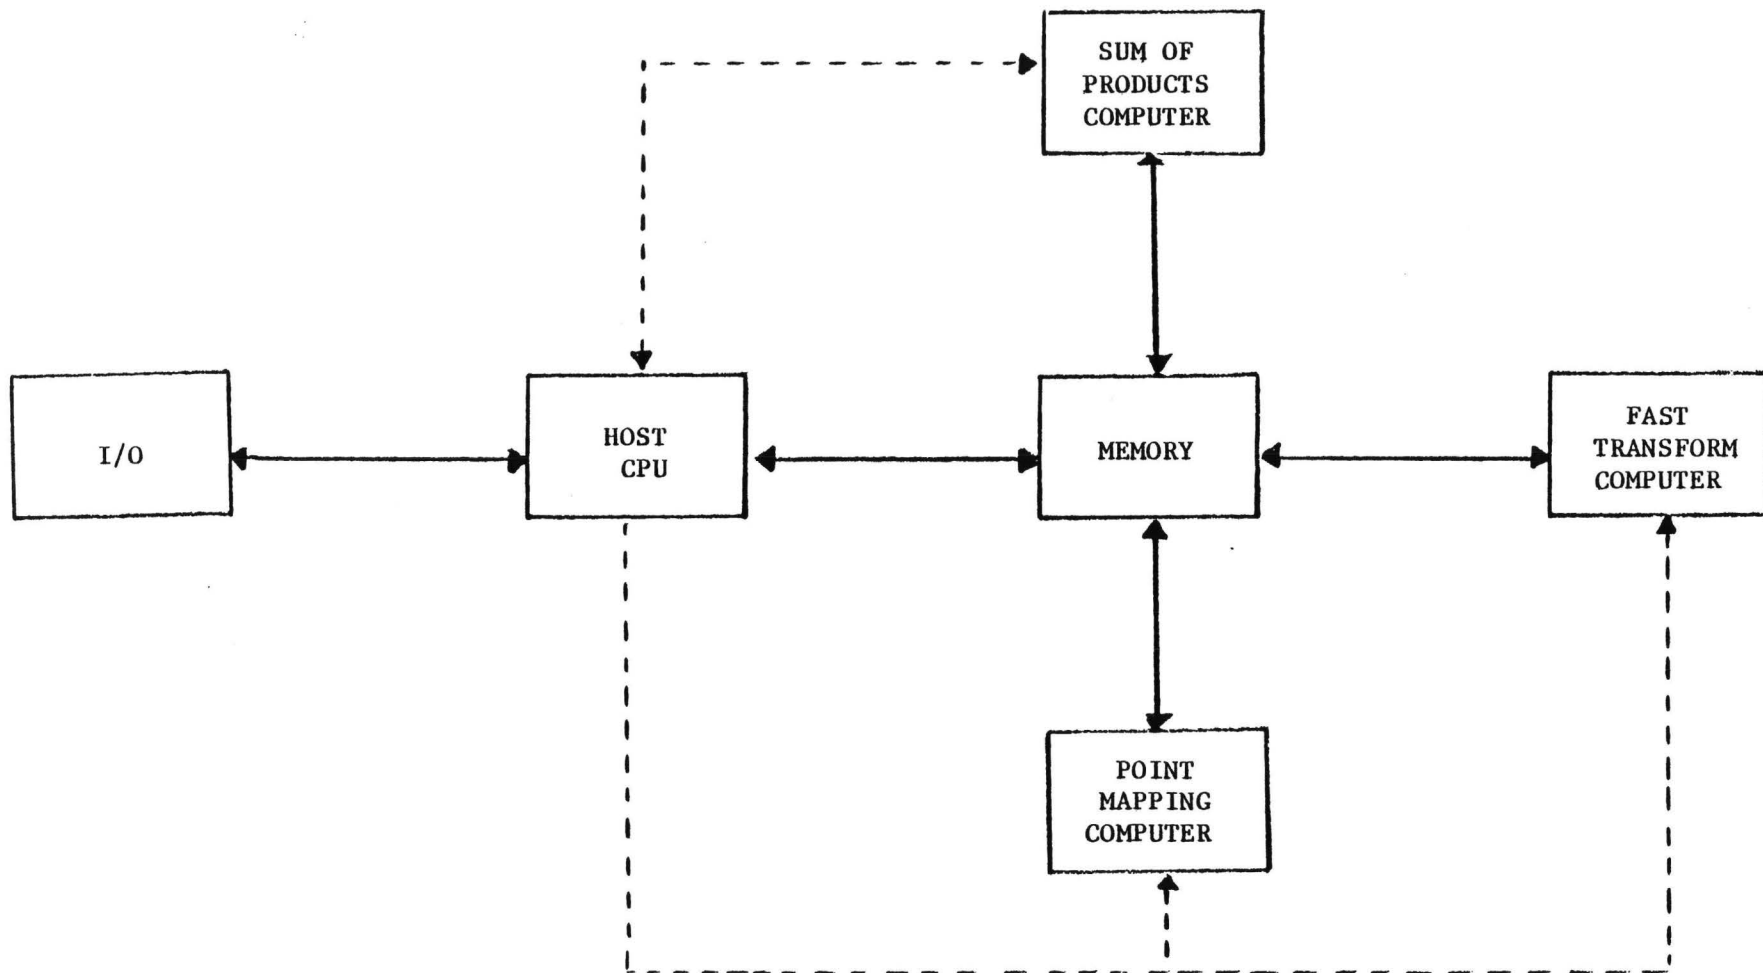 SUM OF
PRODUCTS
COMPUTER
I/O
HOST
CPU
MEMORY
FAST
TRANSFORM
COMPUTER
POINT
MAPPING
COMPUTER